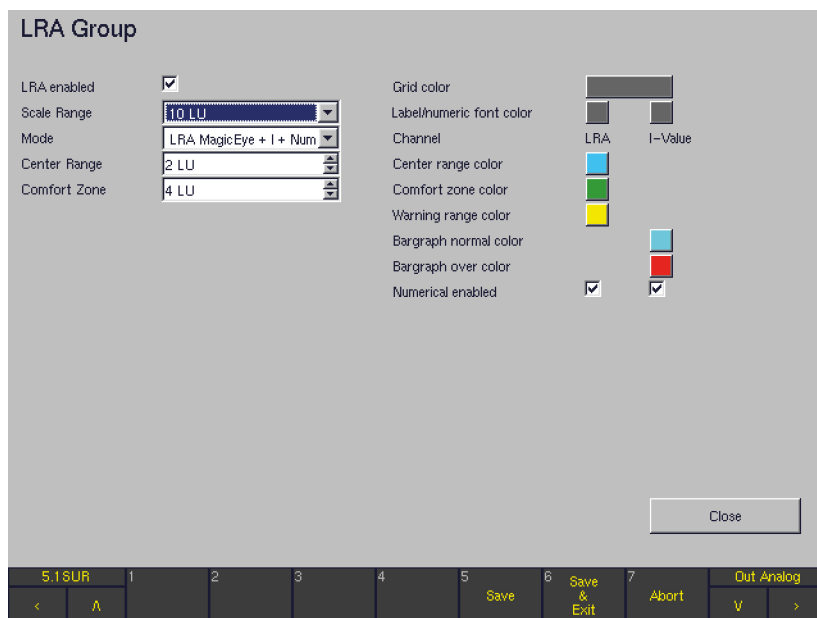 LRA Group
LRA enabled
Scale Range 10 LU
Mode LRA MagicEye + I + Num
Center Range 2 LU
Comfort Zone 4 LU
Grid color
Label/numeric font color
Channel LRA I-Value
Center range color
Comfort zone color
Warning range color
Bargraph normal color
Bargraph over color
Numerical enabled
Close
5.1SUR 1 2 3 4 5 Save 6 Save & Exit 7 Abort Out Analog
< Λ V >